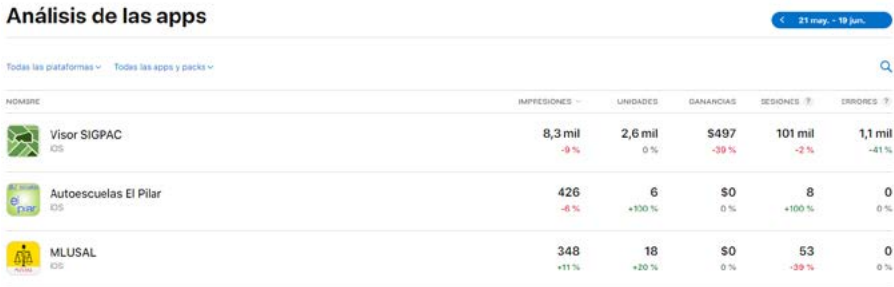 Análisis de las apps
21 may. - 19 jun.
Todas las plataformas Todas las apps y packs
NOMBRE IMPRESIONES UNIDADES GANANCIAS SESIONES ? ERRORES ?
Visor SIGPAC 8,3 mil 2,6 mil $497 101 mil 1,1 mil
iOS -9 % 0 % -39 % -2 % -41 %
Autoescuelas El Pilar 426 6 $0 8 0
iOS -6 % +100 % 0 % +100 % 0 %
el pilar
MLUSAL 348 18 $0 53 0
iOS +11 % +20 % 0 % -39 % 0 %